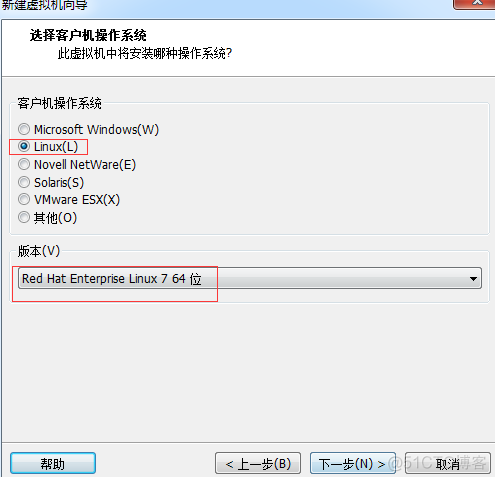 新建虚拟机向导
选择客户机操作系统
此虚拟机中将安装哪种操作系统?
客户机操作系统
Microsoft Windows(W)
Linux(L)
Novell NetWare(E)
Solaris(S)
VMware ESX(X)
其他(O)
版本(V)
Red Hat Enterprise Linux 7 64 位
帮助
< 上一步(B)
下一步(N) >
取消
@51CTO博客